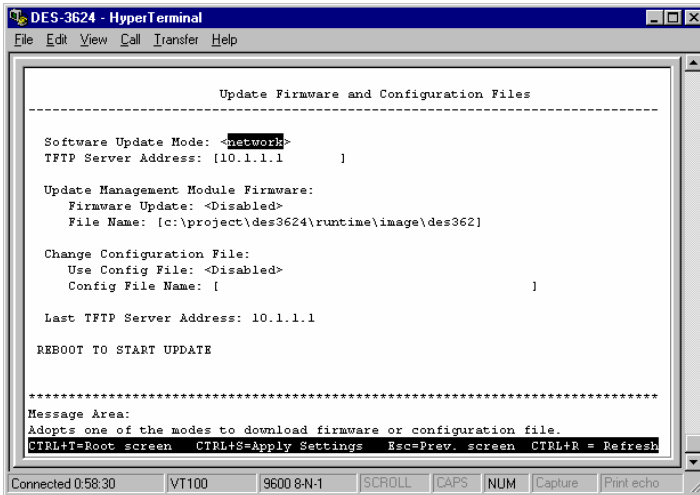 DES-3624 - HyperTerminal
File Edit View Call Transfer Help
Update Firmware and Configuration Files
--------------------------------------------------------------------------------
Software Update Mode: <network>
TFTP Server Address: [10.1.1.1 ]
Update Management Module Firmware:
Firmware Update: <Disabled>
File Name: [c:\project\des3624\runtime\image\des362]
Change Configuration File:
Use Config File: <Disabled>
Config File Name: [ ]
Last TFTP Server Address: 10.1.1.1
REBOOT TO START UPDATE
********************************************************************************
Message Area:
Adopts one of the modes to download firmware or configuration file.
CTRL+T=Root screen CTRL+S=Apply Settings Esc=Prev. screen CTRL+R = Refresh
Connected 0:58:30 VT100 9600 8-N-1 SCROLL CAPS NUM Capture Print echo